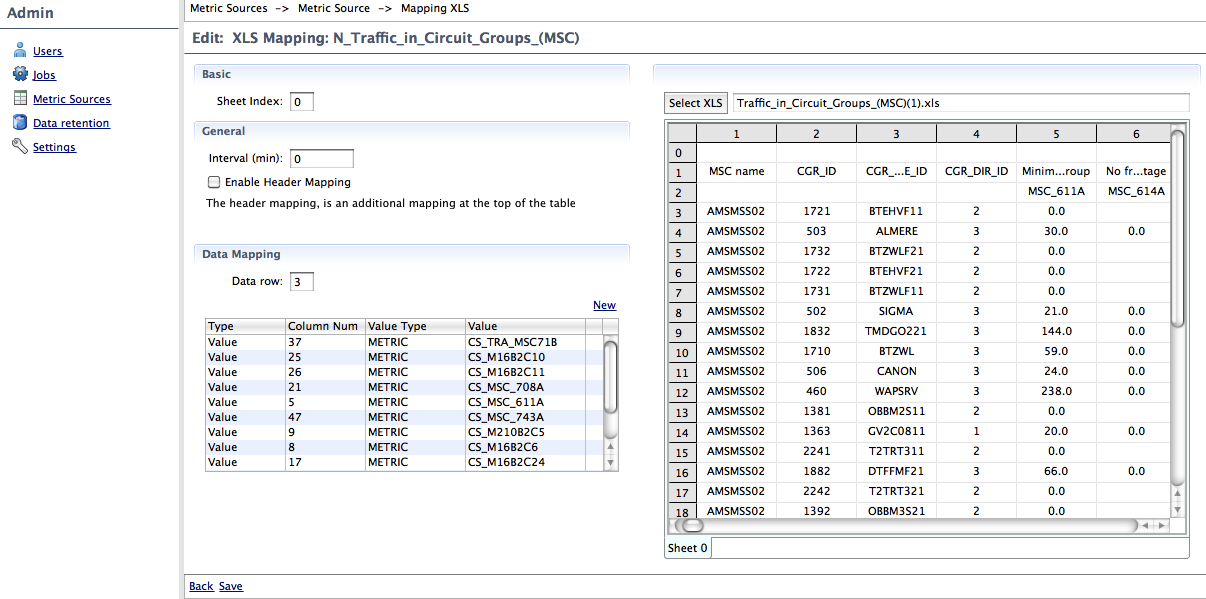 Admin
Users
Jobs
Metric Sources
Data retention
Settings
Metric Sources -> Metric Source -> Mapping XLS
Edit: XLS Mapping: N_Traffic_in_Circuit_Groups_(MSC)
Basic
Sheet Index: 0
General
Interval (min): 0
Enable Header Mapping
The header mapping, is an additional mapping at the top of the table
Data Mapping
Data row: 3
New
Type Column Num Value Type Value
Value 37 METRIC CS_TRA_MSC71B
Value 25 METRIC CS_M16B2C10
Value 26 METRIC CS_M16B2C11
Value 21 METRIC CS_MSC_708A
Value 5 METRIC CS_MSC_611A
Value 47 METRIC CS_MSC_743A
Value 9 METRIC CS_M210B2C5
Value 8 METRIC CS_M16B2C6
Value 17 METRIC CS_M16B2C24
Select XLS Traffic_in_Circuit_Groups_(MSC)(1).xls
1 2 3 4 5 6
0
1 MSC name CGR_ID CGR_...E_ID CGR_DIR_ID Minim...roup No fr...tage
2 MSC_611A MSC_614A
3 AMSMSS02 1721 BTEHVF11 2 0.0
4 AMSMSS02 503 ALMERE 3 30.0 0.0
5 AMSMSS02 1732 BTZWLF21 2 0.0
6 AMSMSS02 1722 BTEHVF21 2 0.0
7 AMSMSS02 1731 BTZWLF11 2 0.0
8 AMSMSS02 502 SIGMA 3 21.0 0.0
9 AMSMSS02 1832 TMDGO221 3 144.0 0.0
10 AMSMSS02 1710 BTZWL 3 59.0 0.0
11 AMSMSS02 506 CANON 3 24.0 0.0
12 AMSMSS02 460 WAPSRV 3 238.0 0.0
13 AMSMSS02 1381 OBBM2S11 2 0.0
14 AMSMSS02 1363 GV2C0811 1 20.0 0.0
15 AMSMSS02 2241 T2TRT311 2 0.0
16 AMSMSS02 1882 DTFFMF21 3 66.0 0.0
17 AMSMSS02 2242 T2TRT321 2 0.0
18 AMSMSS02 1392 OBBM3S21 2 0.0
Sheet 0
Back Save